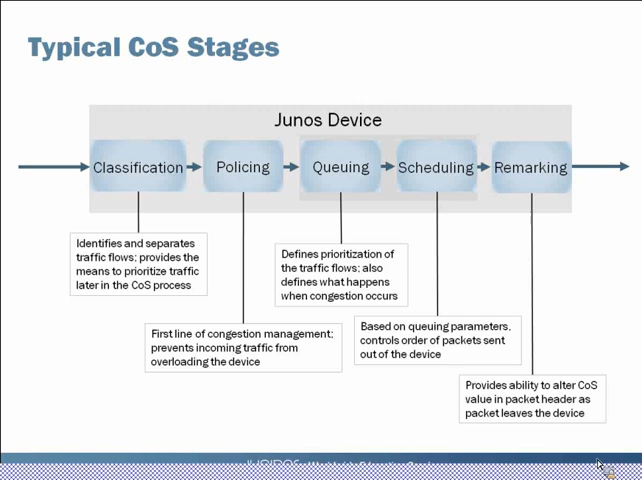 Typical CoS Stages
Junos Device
Classification
Policing
Queuing
Scheduling
Remarking
Identifies and separates
traffic flows; provides the
means to prioritize traffic
later in the CoS process
Defines prioritization of
the traffic flows; also
defines what happens
when congestion occurs
First line of congestion management;
prevents incoming traffic from
overloading the device
Based on queuing parameters,
controls order of packets sent
out of the device
Provides ability to alter CoS
value in packet header as
packet leaves the device